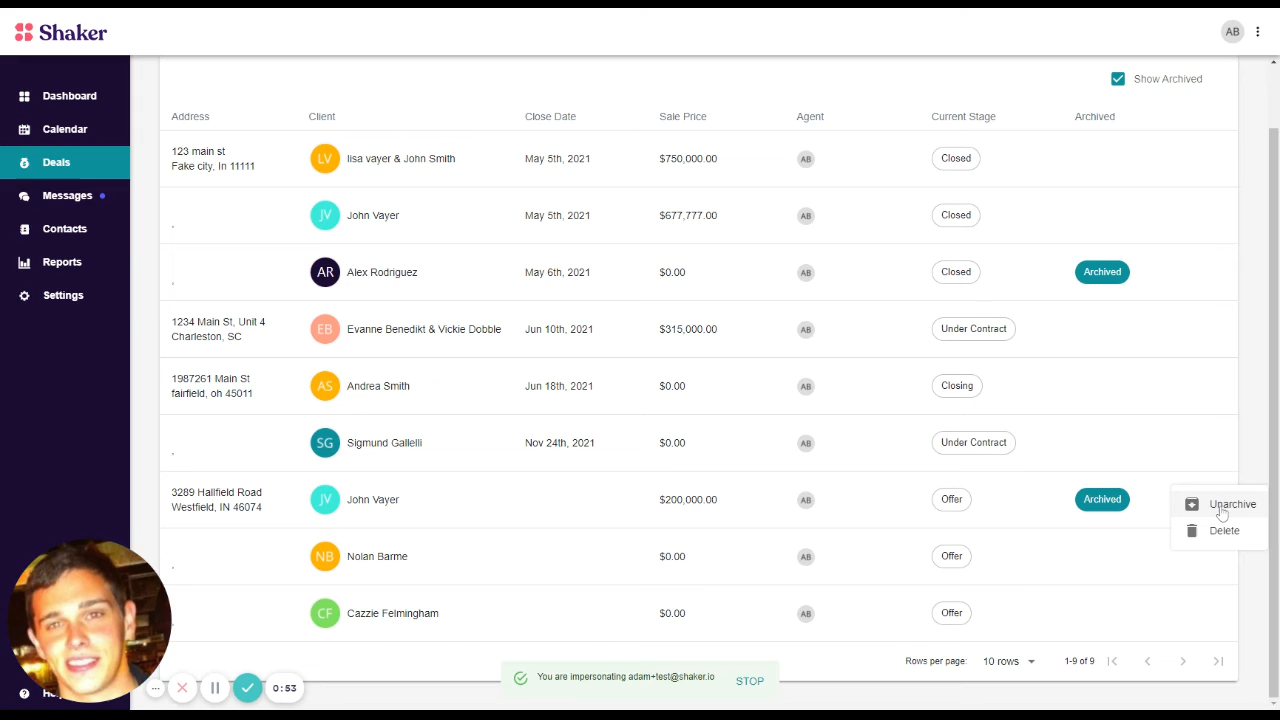 Shaker
AB
Dashboard
Calendar
Deals
Messages
Contacts
Reports
Settings
Show Archived
Address Client Close Date Sale Price Agent Current Stage Archived
123 main st
Fake city, In 11111
LV lisa vayer & John Smith May 5th, 2021 $750,000.00 AB Closed
, JV John Vayer May 5th, 2021 $677,777.00 AB Closed
, AR Alex Rodriguez May 6th, 2021 $0.00 AB Closed Archived
1234 Main St, Unit 4
Charleston, SC
EB Evanne Benedikt & Vickie Dobble Jun 10th, 2021 $315,000.00 AB Under Contract
1987261 Main St
fairfield, oh 45011
AS Andrea Smith Jun 18th, 2021 $0.00 AB Closing
, SG Sigmund Gallelli Nov 24th, 2021 $0.00 AB Under Contract
3289 Hallfield Road
Westfield, IN 46074
JV John Vayer $200,000.00 AB Offer Archived
Unarchive
Delete
, NB Nolan Barme $0.00 AB Offer
, CF Cazzie Felmingham $0.00 AB Offer
Rows per page: 10 rows 1-9 of 9
You are impersonating adam+test@shaker.io STOP
0:53